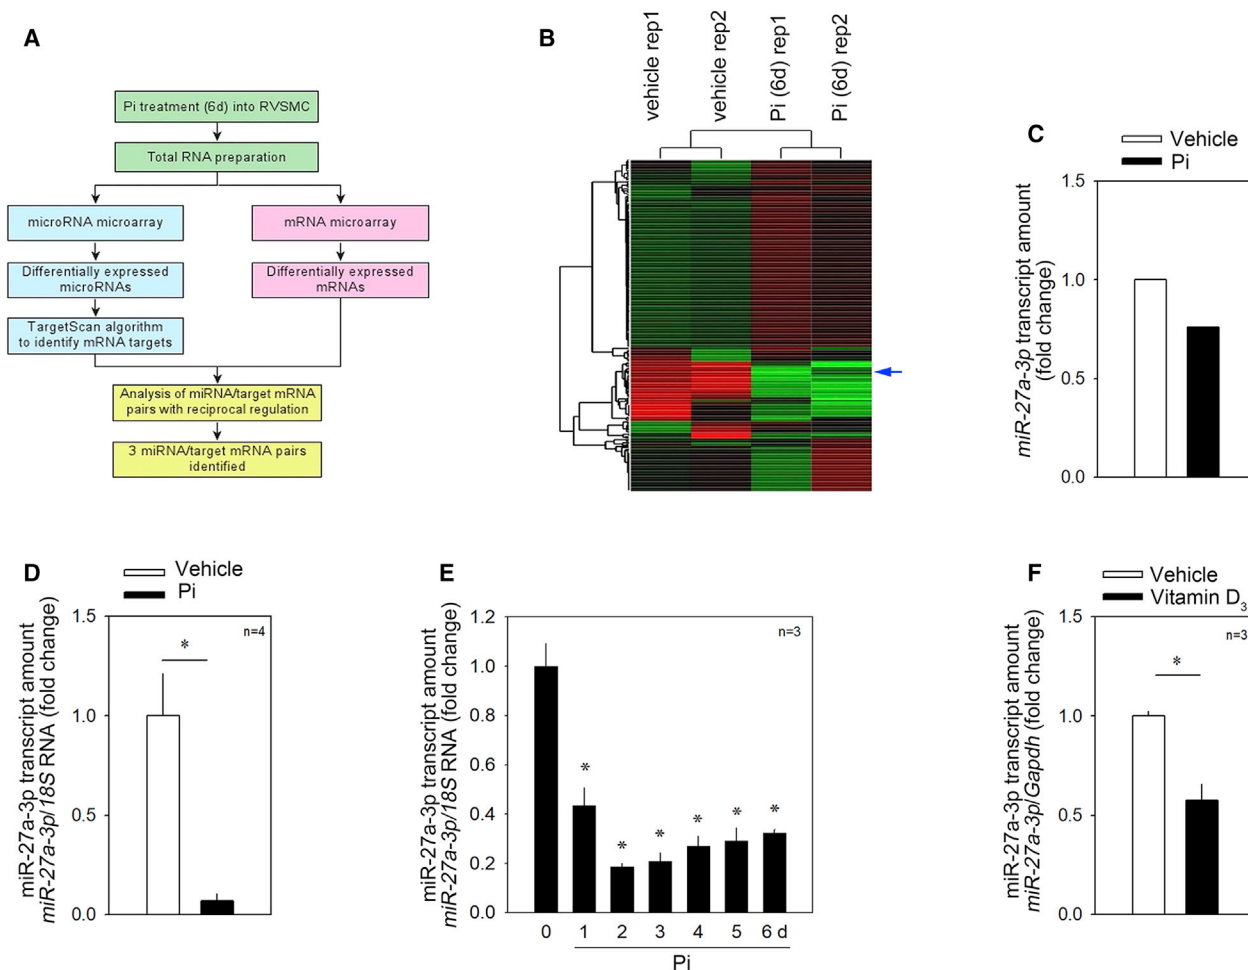 A
Pi treatment (6d) into RVSMC
Total RNA preparation
microRNA microarray
mRNA microarray
Differentially expressed
microRNAs
Differentially expressed
mRNAs
TargetScan algorithm
to identify mRNA targets
Analysis of miRNA/target mRNA
pairs with reciprocal regulation
3 miRNA/target mRNA pairs
identified
B
vehicle rep1
vehicle rep2
Pi (6d) rep1
Pi (6d) rep2
C
Vehicle
Pi
miR-27a-3p transcript amount
(fold change)
1.5
1.0
0.5
0.0
D
Vehicle
Pi
miR-27a-3p transcript amount
miR-27a-3p/18S RNA (fold change)
1.5
1.0
0.5
0.0
n=4
*
E
miR-27a-3p transcript amount
miR-27a-3p/18S RNA (fold change)
1.2
1.0
0.8
0.6
0.4
0.2
0.0
n=3
* * * * * *
0 1 2 3 4 5 6 d
Pi
F
Vehicle
Vitamin D3
miR-27a-3p transcript amount
miR-27a-3p/Gapdh (fold change)
1.5
1.0
0.5
0.0
n=3
*